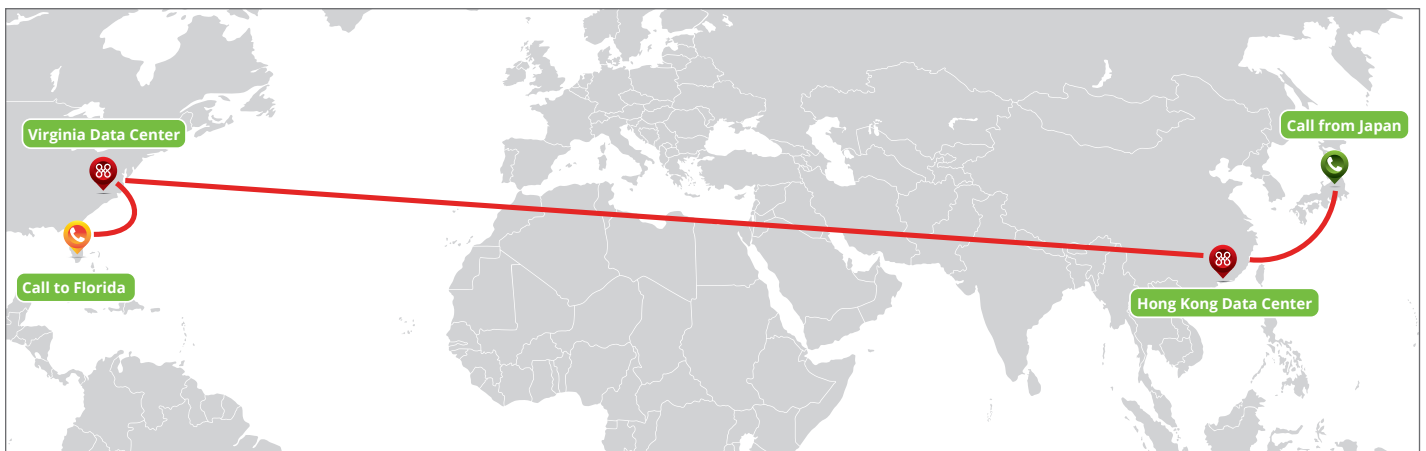 Virginia Data Center
Call from Japan
Call to Florida
Hong Kong Data Center